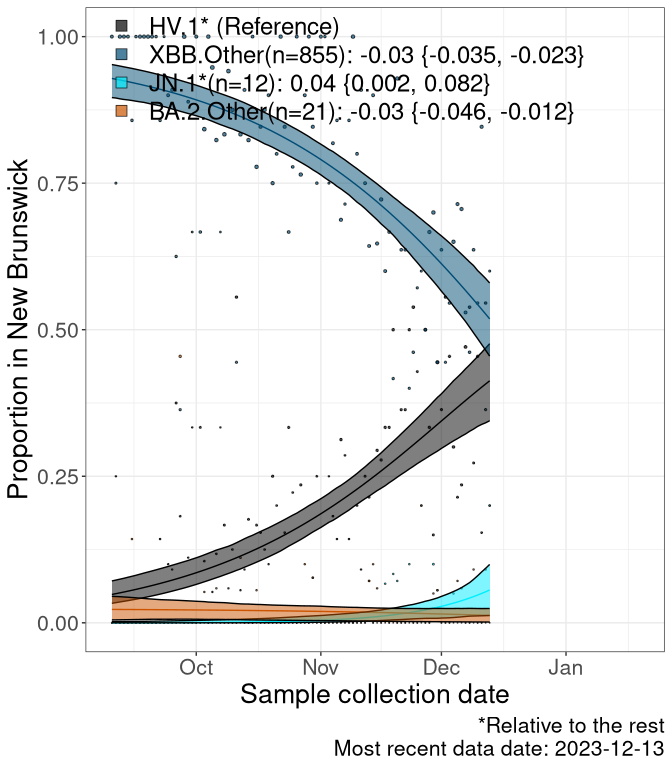 HV.1* (Reference)
XBB.Other(n=855): -0.03 {-0.035, -0.023}
JN.1*(n=12): 0.04 {0.002, 0.082}
BA.2.Other(n=21): -0.03 {-0.046, -0.012}
1.00
0.75
0.50
0.25
0.00
Proportion in New Brunswick
Oct Nov Dec Jan
Sample collection date
*Relative to the rest
Most recent data date: 2023-12-13